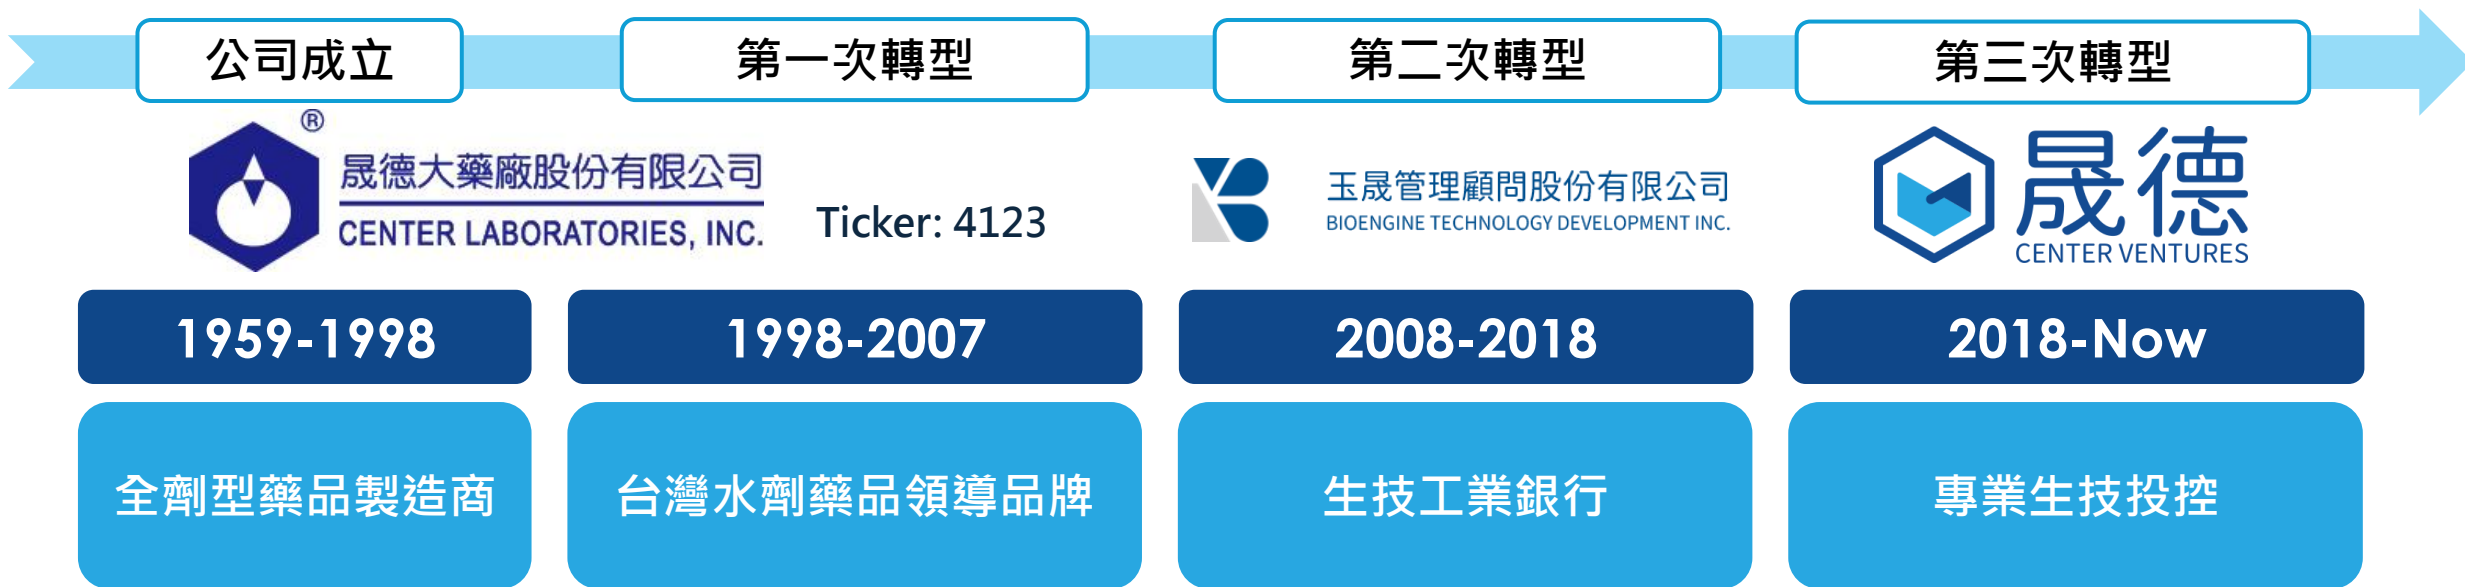 公司成立
第一次轉型
第二次轉型
第三次轉型
®
晟德大藥廠股份有限公司
CENTER LABORATORIES, INC.
Ticker: 4123
玉晟管理顧問股份有限公司
BIOENGINE TECHNOLOGY DEVELOPMENT INC.
晟德
CENTER VENTURES
1959-1998
1998-2007
2008-2018
2018-Now
全劑型藥品製造商
台灣水劑藥品領導品牌
生技工業銀行
專業生技投控